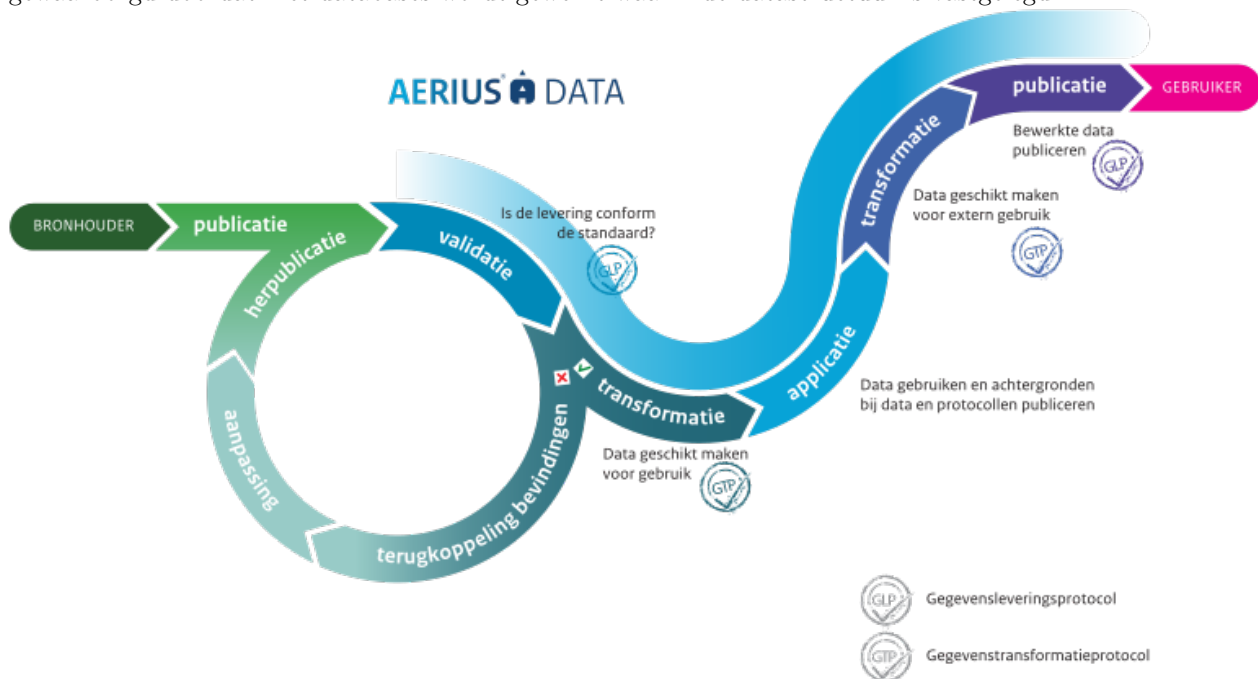 AERIUS DATA
BRONHOUDER
publicatie
herpublicatie
validatie
Is de levering conform
de standaard?
GLP
terugkoppeling bevindingen
aanpassing
transformatie
Data geschikt maken
voor gebruik
GTP
applicatie
Data gebruiken en achtergronden
bij data en protocollen publiceren
transformatie
Data geschikt maken
voor extern gebruik
GTP
publicatie
Bewerkte data
publiceren
GLP
GEBRUIKER
GLP
Gegevensleveringsprotocol
GTP
Gegevenstransformatieprotocol